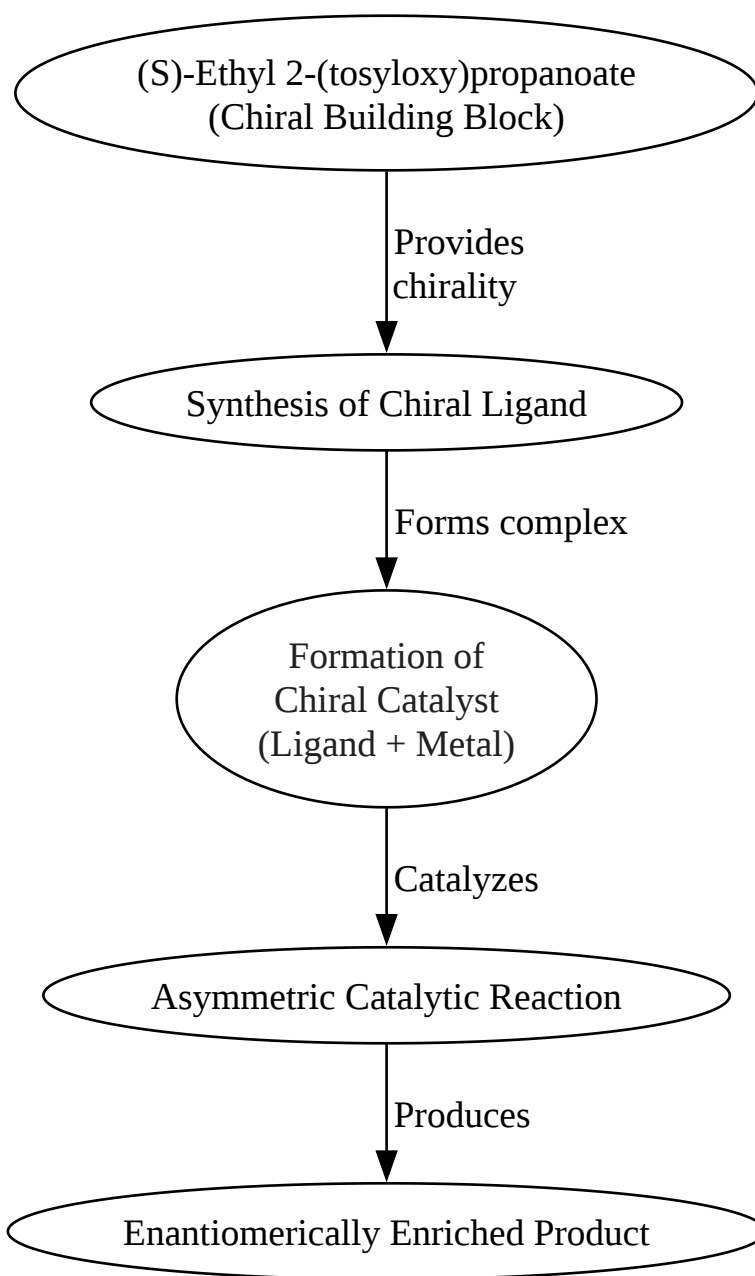 (S)-Ethyl 2-(tosyloxy)propanoate
(Chiral Building Block)
Provides
chirality
Synthesis of Chiral Ligand
Forms complex
Formation of
Chiral Catalyst
(Ligand + Metal)
Catalyzes
Asymmetric Catalytic Reaction
Produces
Enantiomerically Enriched Product